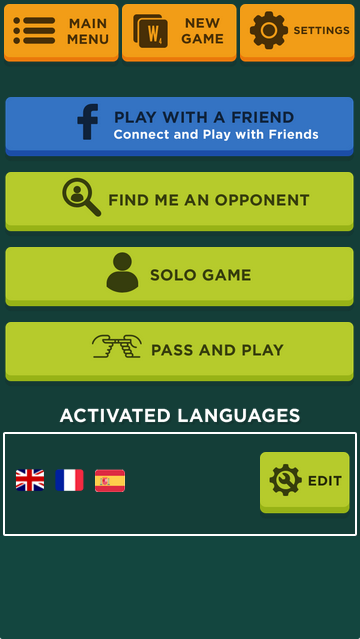 MAIN
MENU
W4
NEW
GAME
SETTINGS
f
PLAY WITH A FRIEND
Connect and Play with Friends
FIND ME AN OPPONENT
SOLO GAME
PASS AND PLAY
ACTIVATED LANGUAGES
EDIT